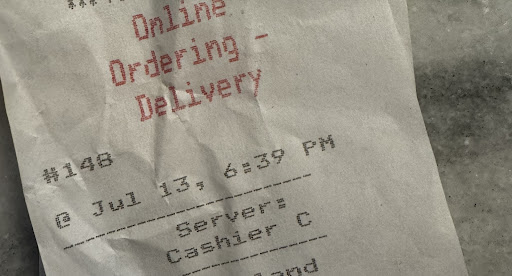 Online
Ordering -
Delivery
#148
@ Jul 13, 6:39 PM
Server:
Cashier C